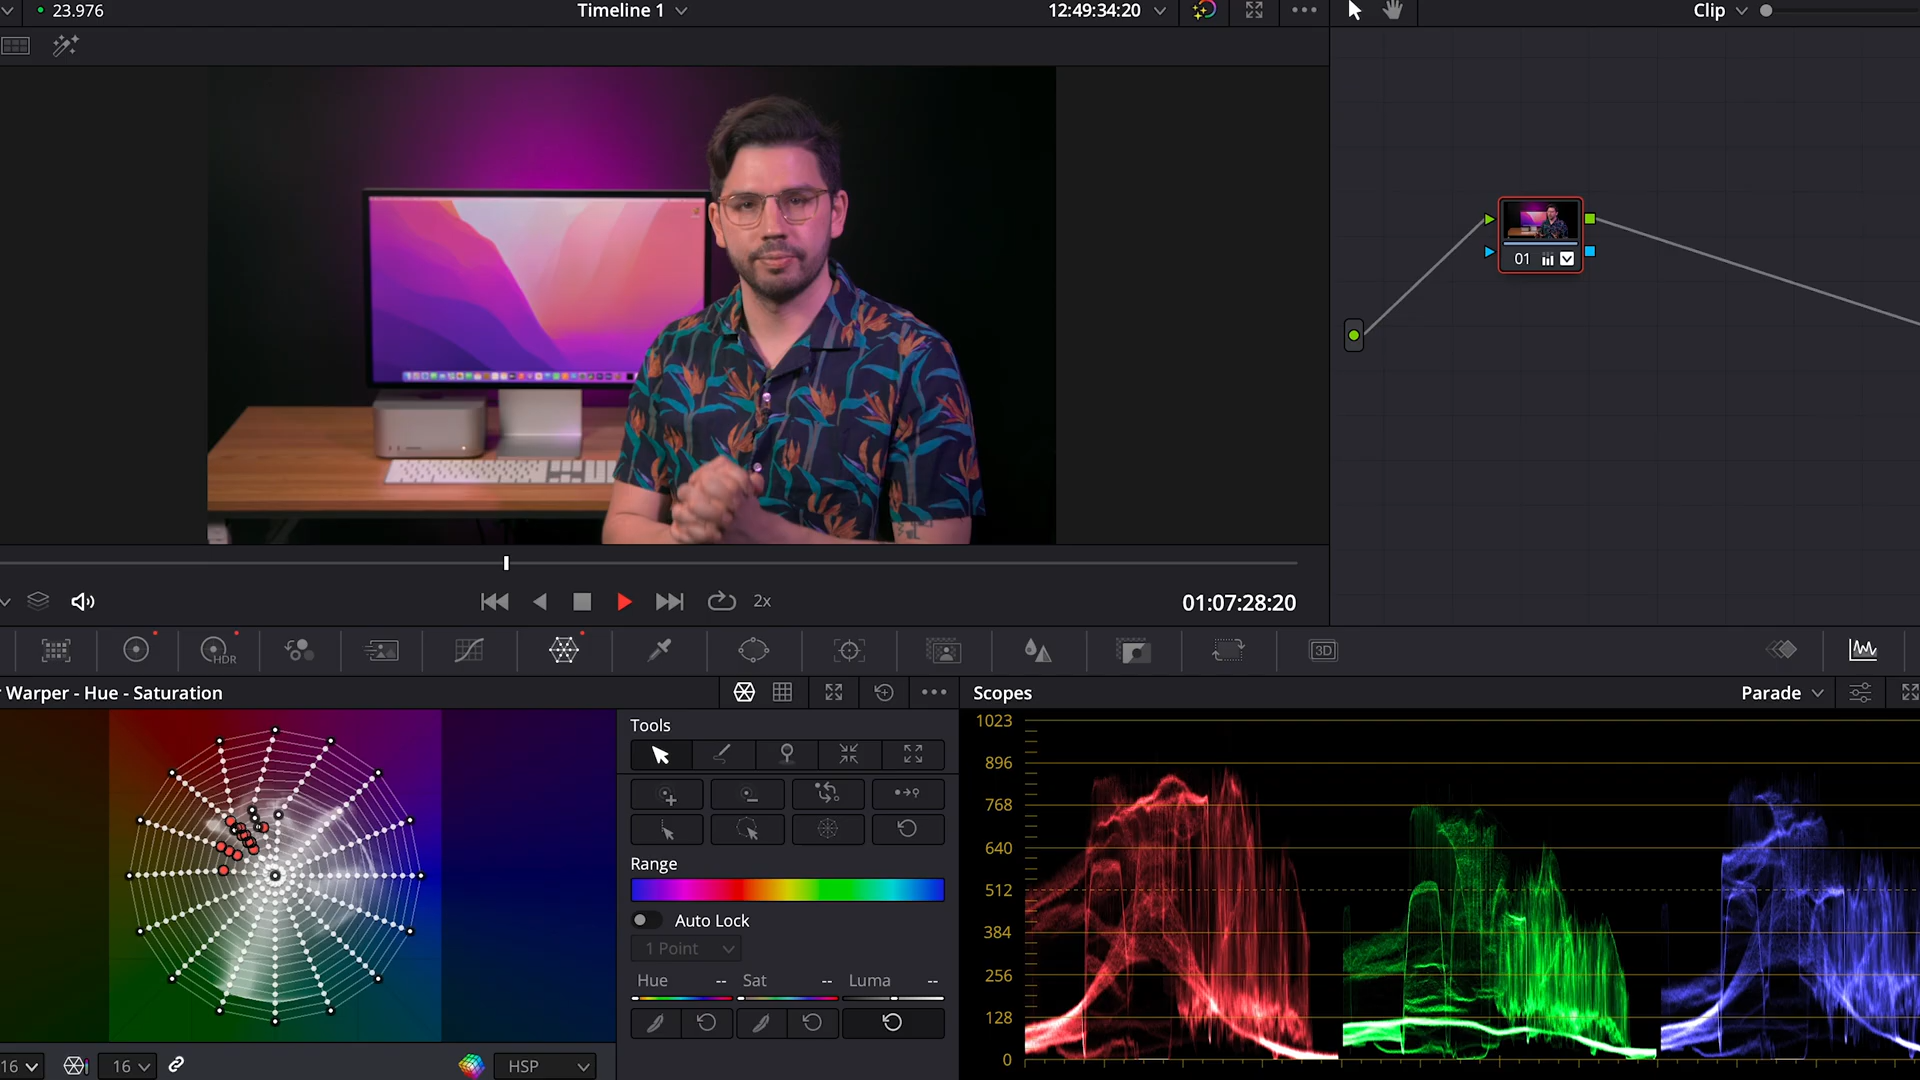 23.976
Timeline 1
12:49:34:20
Clip
01
2x
01:07:28:20
HDR
3D
Warper - Hue - Saturation
Tools
Range
Auto Lock
1 Point
Hue -- Sat -- Luma --
16
16
HSP
Scopes
Parade
1023
896
768
640
512
384
256
128
0